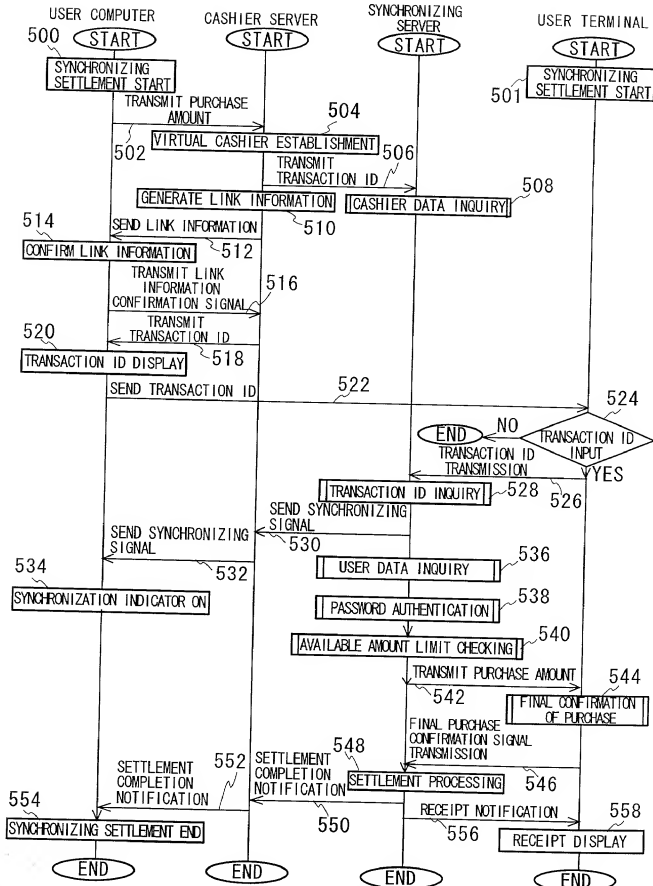 USER COMPUTER
CASHIER SERVER
SYNCHRONIZING
SERVER
USER TERMINAL
START
START
START
START
500
SYNCHRONIZING
SETTLEMENT START
501
SYNCHRONIZING
SETTLEMENT START
TRANSMIT PURCHASE
AMOUNT
502
504
VIRTUAL CASHIER ESTABLISHMENT
TRANSMIT
TRANSACTION ID
506
GENERATE LINK INFORMATION
510
CASHIER DATA INQUIRY
508
514
SEND LINK INFORMATION
512
CONFIRM LINK INFORMATION
TRANSMIT LINK
INFORMATION
CONFIRMATION SIGNAL
516
520
TRANSMIT
TRANSACTION ID
518
TRANSACTION ID DISPLAY
SEND TRANSACTION ID
522
524
END
NO
TRANSACTION ID
INPUT
TRANSACTION ID
TRANSMISSION
YES
526
TRANSACTION ID INQUIRY
528
SEND SYNCHRONIZING
SIGNAL
530
SEND SYNCHRONIZING
SIGNAL
532
534
SYNCHRONIZATION INDICATOR ON
USER DATA INQUIRY
536
PASSWORD AUTHENTICATION
538
AVAILABLE AMOUNT LIMIT CHECKING
540
TRANSMIT PURCHASE AMOUNT
542
544
FINAL CONFIRMATION
OF PURCHASE
FINAL PURCHASE
CONFIRMATION SIGNAL
TRANSMISSION
546
548
SETTLEMENT PROCESSING
SETTLEMENT
COMPLETION
NOTIFICATION
550
SETTLEMENT
COMPLETION
NOTIFICATION
552
554
SYNCHRONIZING SETTLEMENT END
RECEIPT NOTIFICATION
556
558
RECEIPT DISPLAY
END
END
END
END